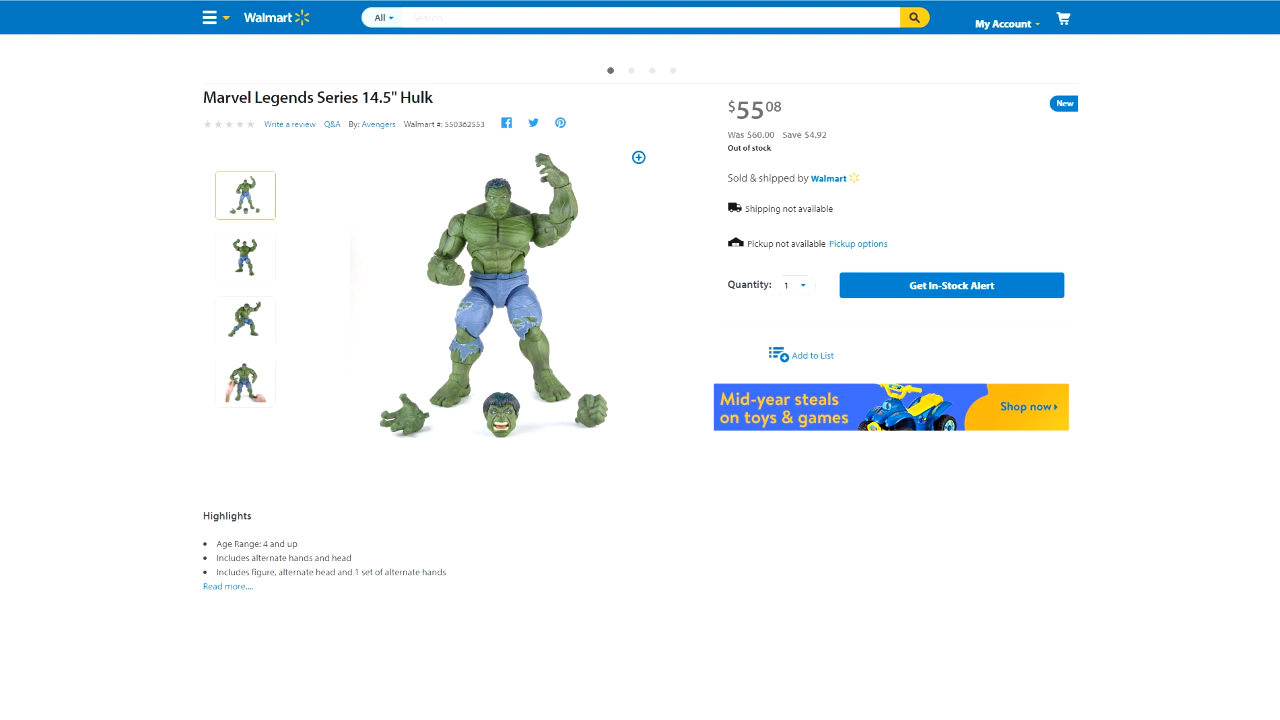 Walmart
All
Search
My Account
Marvel Legends Series 14.5" Hulk
Write a review Q&A By: Avengers Walmart #: 550362553
$55 08
New
Was $60.00 Save $4.92
Out of stock
Sold & shipped by Walmart
Shipping not available
Pickup not available Pickup options
Quantity: 1
Get In-Stock Alert
Add to List
Mid-year steals
on toys & games
Shop now
Highlights
Age Range: 4 and up
Includes alternate hands and head
Includes figure, alternate head and 1 set of alternate hands
Read more....